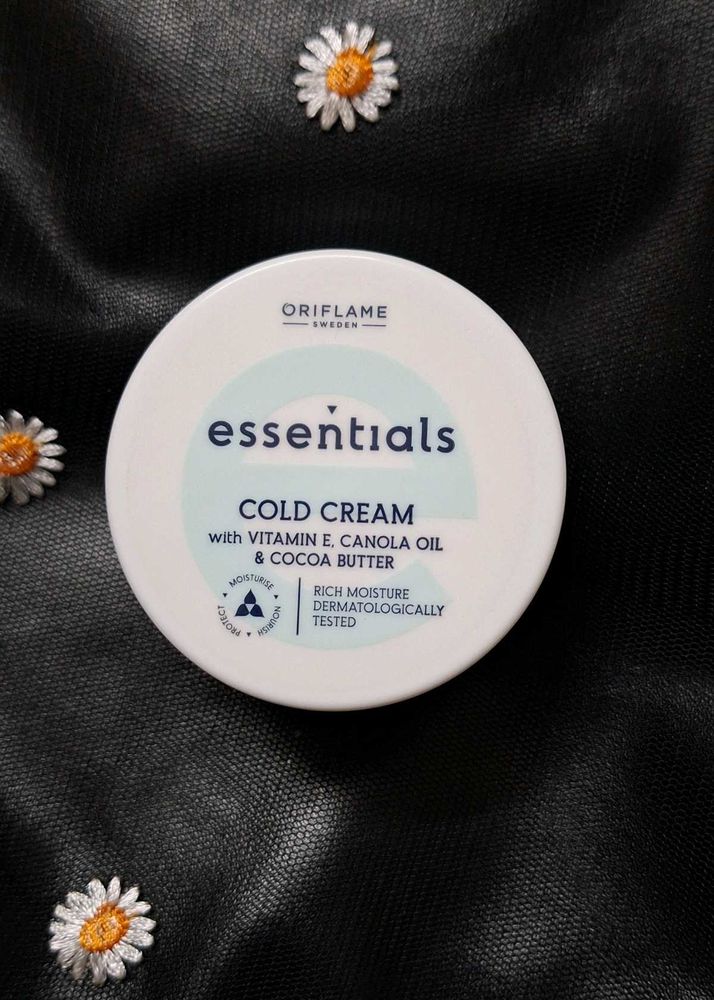 ORIFLAME
SWEDEN
essentials
COLD CREAM
with VITAMIN E, CANOLA OIL
& COCOA BUTTER
MOISTURISE
NOURISH
PROTECT
RICH MOISTURE
DERMATOLOGICALLY
TESTED